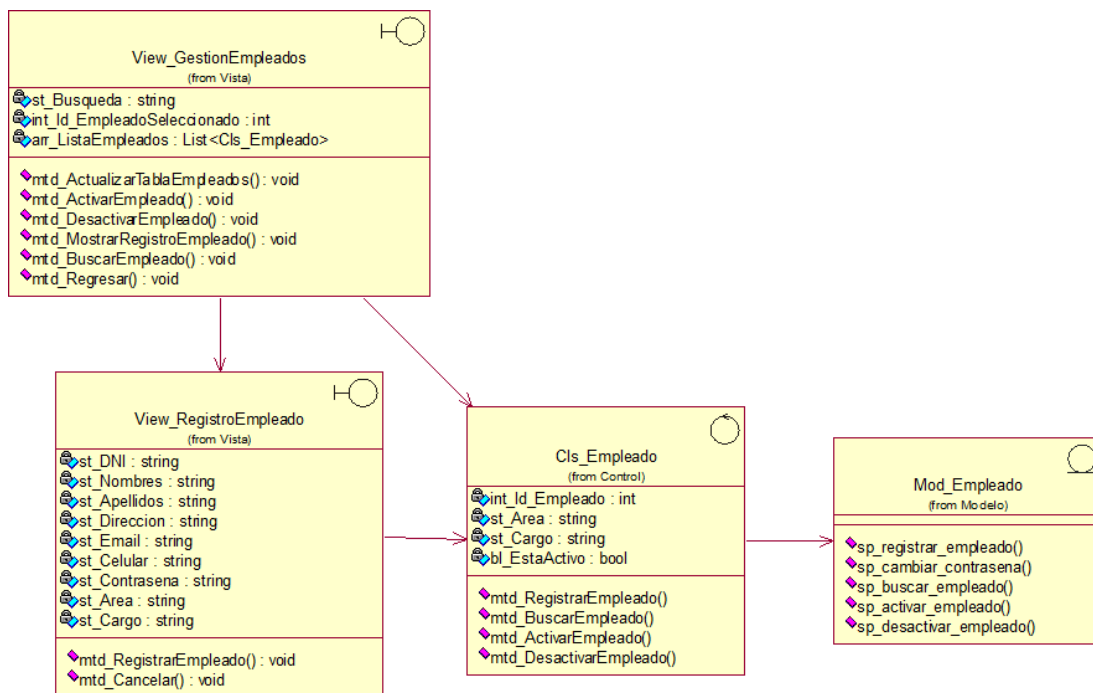 View_GestionEmpleados
(from Vista)
st_Busqueda : string
int_Id_EmpleadoSeleccionado : int
arr_ListaEmpleados : List<Cls_Empleado>
mtd_ActualizarTablaEmpleados() : void
mtd_ActivarEmpleado() : void
mtd_DesactivarEmpleado() : void
mtd_MostrarRegistroEmpleado() : void
mtd_BuscarEmpleado() : void
mtd_Regresar() : void
View_RegistroEmpleado
(from Vista)
st_DNI : string
st_Nombres : string
st_Apellidos : string
st_Direccion : string
st_Email : string
st_Celular : string
st_Contrasena : string
st_Area : string
st_Cargo : string
mtd_RegistrarEmpleado() : void
mtd_Cancelar() : void
Cls_Empleado
(from Control)
int_Id_Empleado : int
st_Area : string
st_Cargo : string
bl_EstaActivo : bool
mtd_RegistrarEmpleado()
mtd_BuscarEmpleado()
mtd_ActivarEmpleado()
mtd_DesactivarEmpleado()
Mod_Empleado
(from Modelo)
sp_registrar_empleado()
sp_cambiar_contrasena()
sp_buscar_empleado()
sp_activar_empleado()
sp_desactivar_empleado()